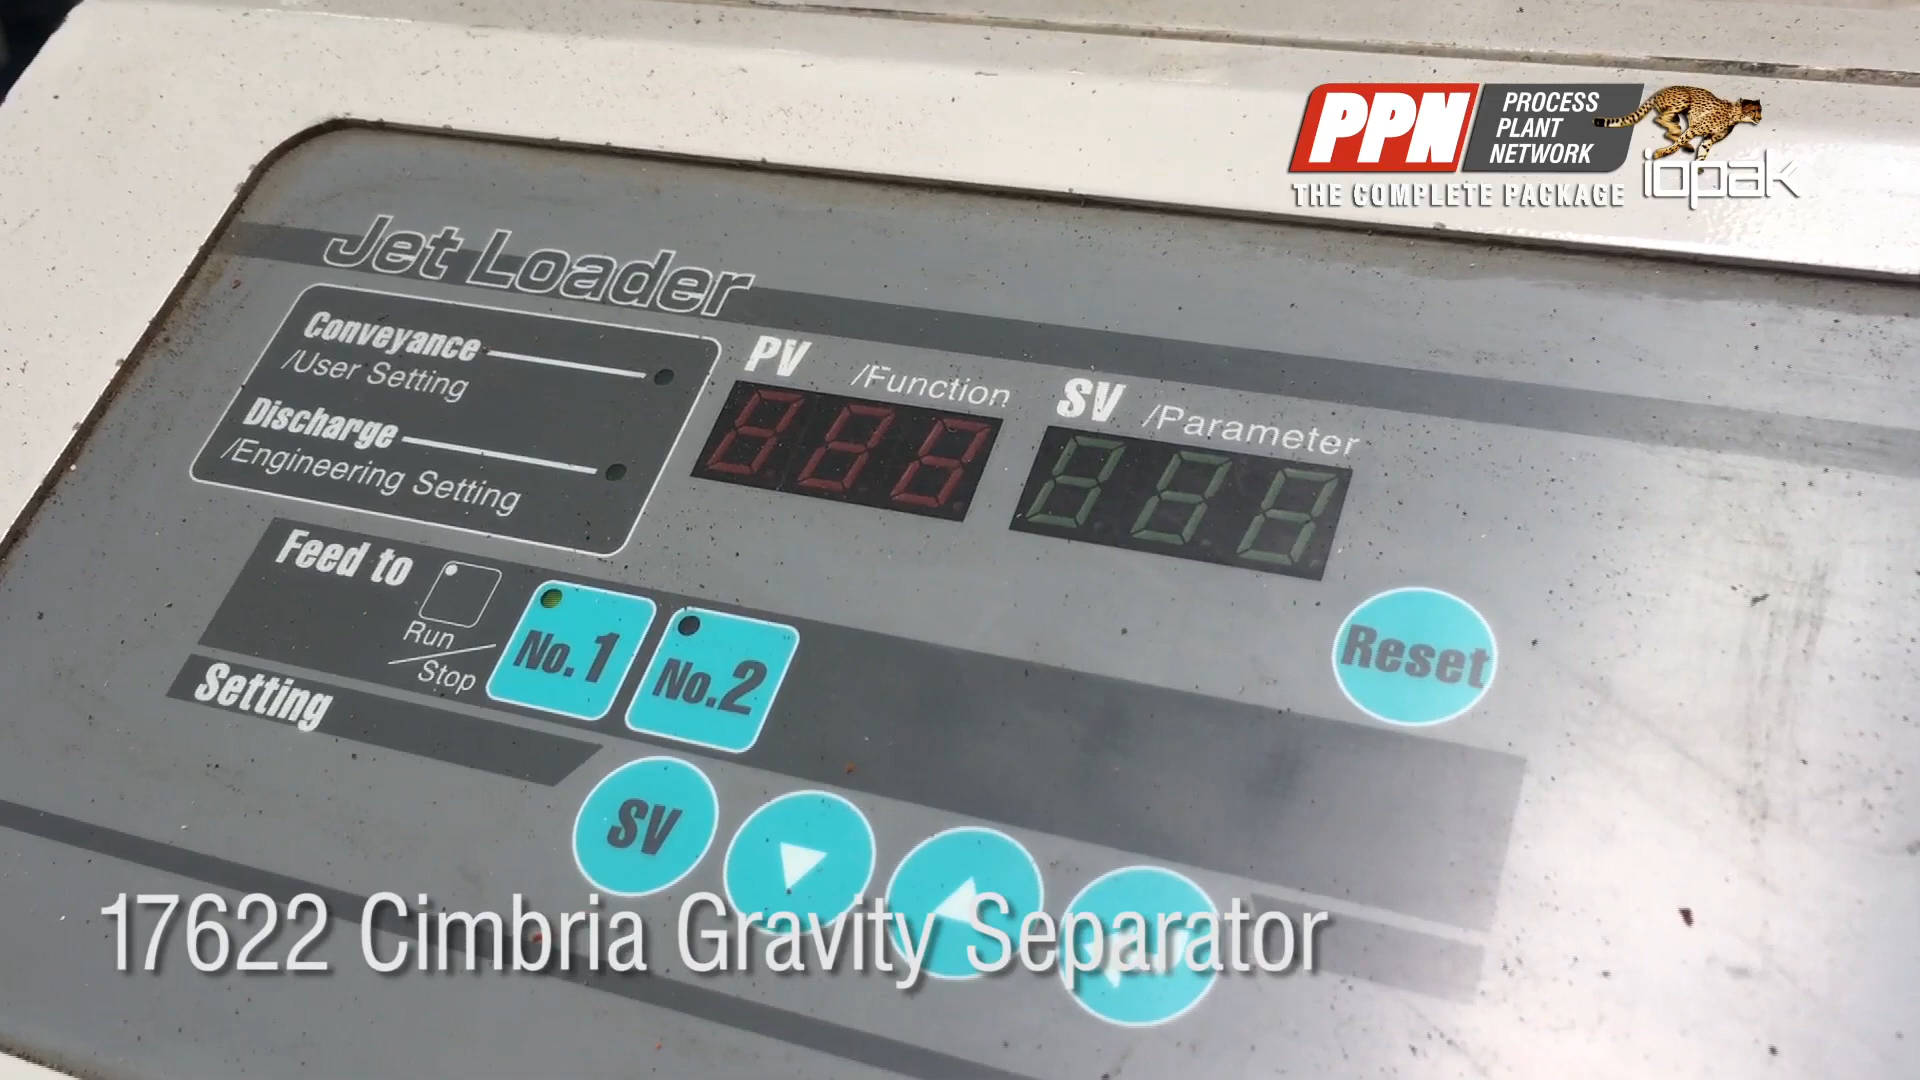 PPN
PROCESS
PLANT
NETWORK
THE COMPLETE PACKAGE
iopak
Jet Loader
Conveyance
/User Setting
Discharge
/Engineering Setting
PV /Function
SV /Parameter
Feed to
Run
/Stop
No.1
No.2
Reset
Setting
SV
17622 Cimbria Gravity Separator